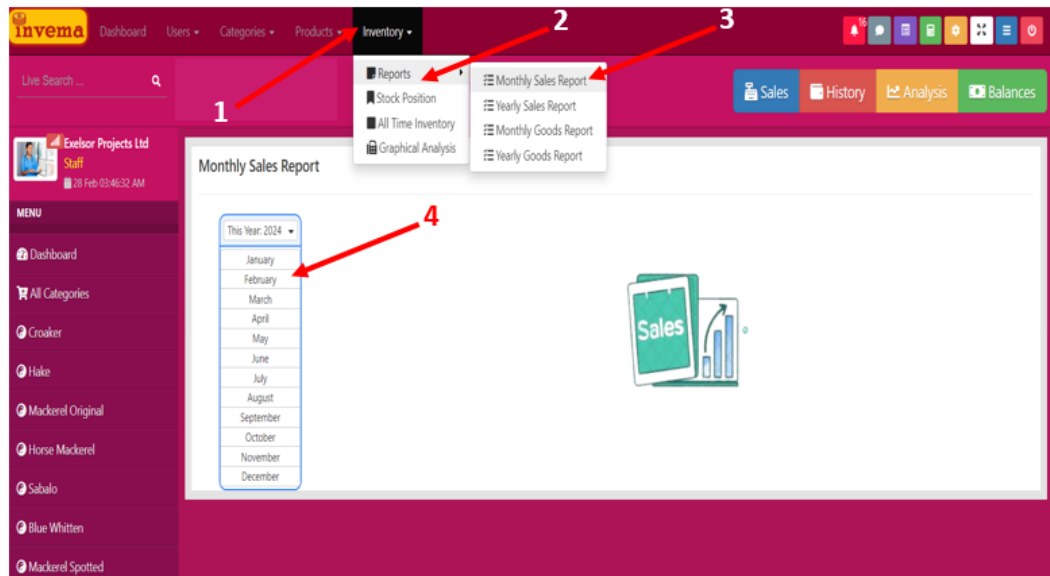 invema Dashboard Users Categories Products Inventory
2
3
16
Live Search ...
1
Reports
Stock Position
All Time Inventory
Graphical Analysis
Monthly Sales Report
Yearly Sales Report
Monthly Goods Report
Yearly Goods Report
Sales History Analysis Balances
Exelsor Projects Ltd
Staff
28 Feb 03:46:32 AM
MENU
Dashboard
All Categories
Croaker
Hake
Mackerel Original
Horse Mackerel
Sabalo
Blue Whitten
Mackerel Spotted
Monthly Sales Report
4
This Year: 2024
January
February
March
April
May
June
July
August
September
October
November
December
Sales